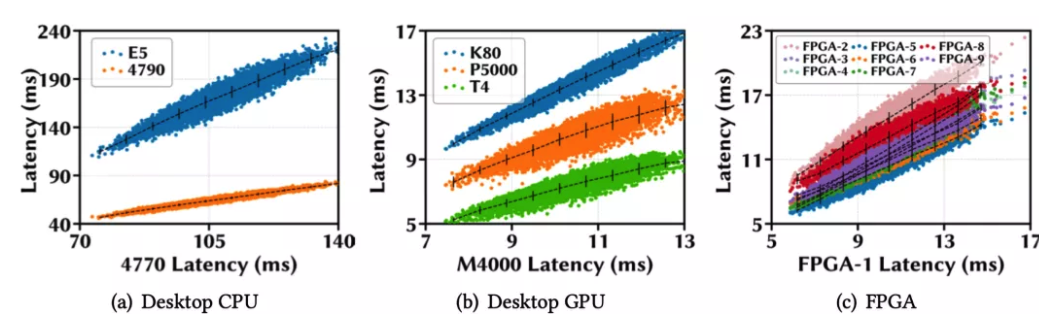 240
190
140
90
40
Latency (ms)
E5
4790
70 105 140
4770 Latency (ms)
(a) Desktop CPU
17
13
9
5
Latency (ms)
K80
P5000
T4
7 9 11 13
M4000 Latency (ms)
(b) Desktop GPU
23
17
11
5
Latency (ms)
FPGA-2 FPGA-5 FPGA-8
FPGA-3 FPGA-6 FPGA-9
FPGA-4 FPGA-7
5 9 13 17
FPGA-1 Latency (ms)
(c) FPGA